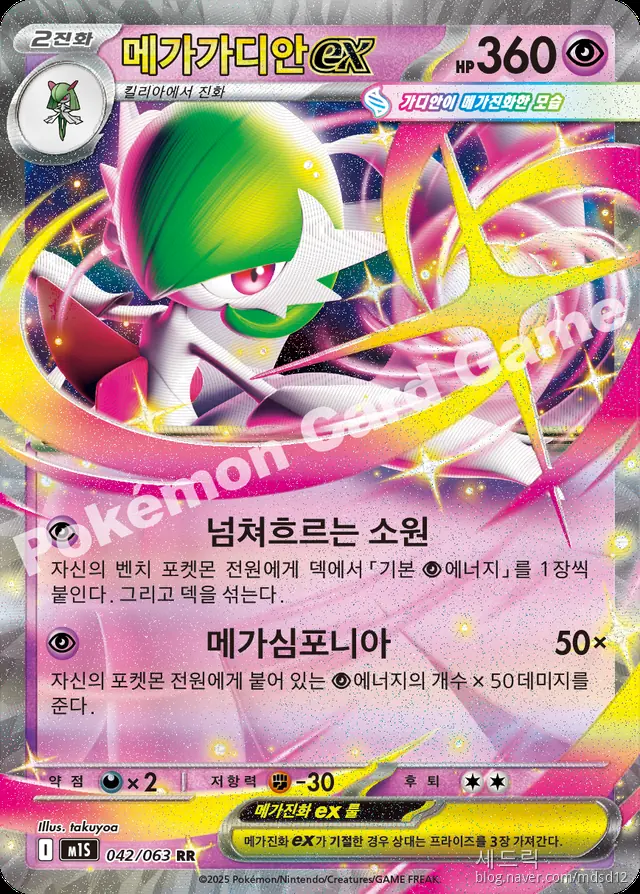 2진화 메가가디안ex HP360
킬리아에서 진화
가디안이 메가진화한 모습
넘쳐흐르는 소원
자신의 벤치 포켓몬 전원에게 덱에서 「기본 에너지」를 1장씩
붙인다. 그리고 덱을 섞는다.
메가심포니아 50×
자신의 포켓몬 전원에게 붙어 있는 에너지의 개수×50데미지를
준다.
약점 ×2 저항력 -30 후퇴
메가진화 ex 룰
메가진화 ex가 기절한 경우 상대는 프라이즈를 3장 가져간다.
Illus. takuyoa
I M1S 042/063 RR
©2025 Pokémon/Nintendo/Creatures/GAME FREAK.
Pokémon Card Game
세드릭
blog.naver.com/mdsd12